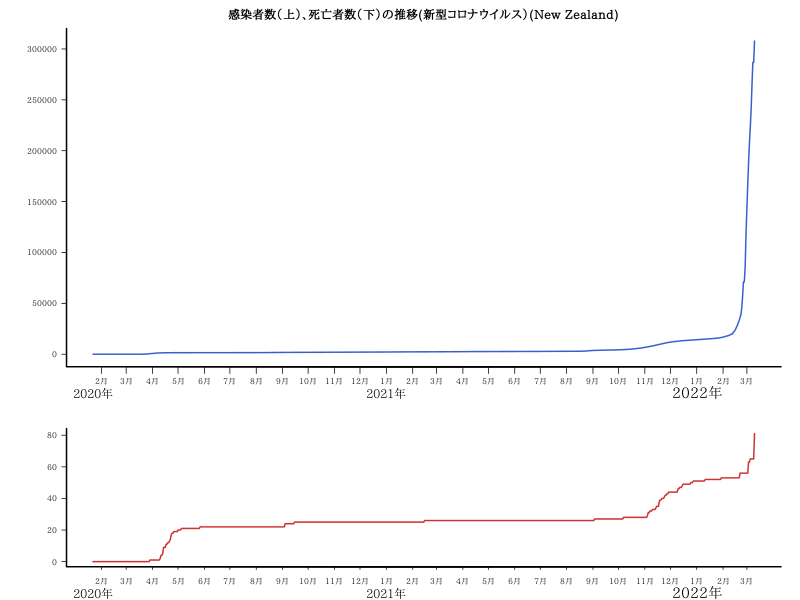 感染者数(上)、死亡者数(下)の推移(新型コロナウイルス)(New Zealand)
300000
250000
200000
150000
100000
50000
0
2月 3月 4月 5月 6月 7月 8月 9月 10月 11月 12月 1月 2月 3月 4月 5月 6月 7月 8月 9月 10月 11月 12月 1月 2月 3月
2020年 2021年 2022年
80
60
40
20
0
2月 3月 4月 5月 6月 7月 8月 9月 10月 11月 12月 1月 2月 3月 4月 5月 6月 7月 8月 9月 10月 11月 12月 1月 2月 3月
2020年 2021年 2022年